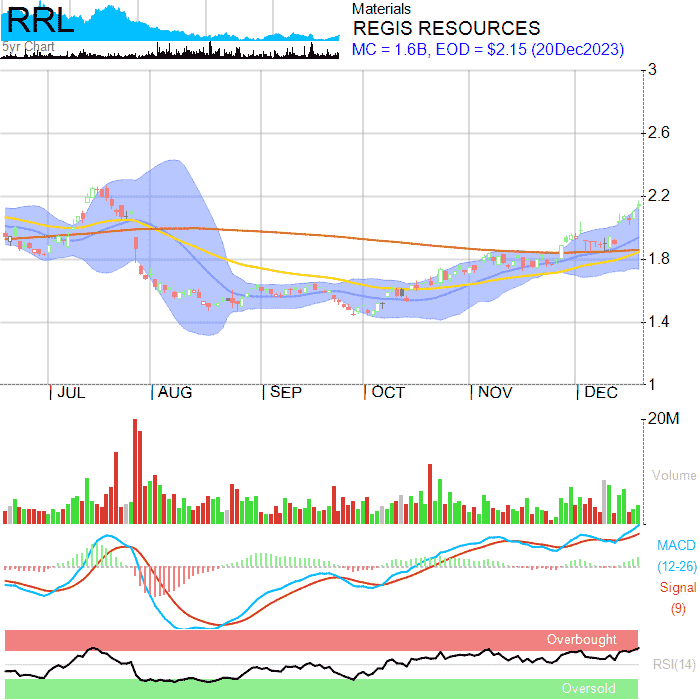 RRL
5yr Chart
Materials
REGIS RESOURCES
MC = 1.6B, EOD = $2.15 (20Dec2023)
3
2.6
2.2
1.8
1.4
1
JUL AUG SEP OCT NOV DEC
20M
Volume
MACD
(12-26)
Signal
(9)
Overbought
RSI(14)
Oversold